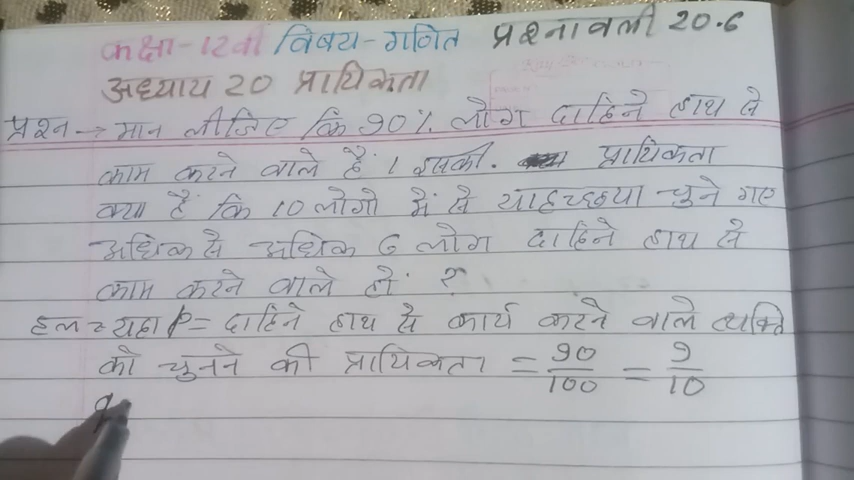 कक्षा-12वीं विषय-गणित प्रश्नावली 20.6
अध्याय 20 प्रायिकता
प्रश्न → मान लीजिए कि 90% लोग दाहिने हाथ से
काम करने वाले हैं । इसकी प्रायिकता
क्या हैं कि 10 लोगो में से याहच्छया चुने गए
अधिक से अधिक 6 लोग दाहिने हाथ से
काम करने वाले हों ?
हल = यहा p = दाहिने हाथ से कार्य करने वाले व्यक्ति
को चुनने की प्रायिकता = 90/100 = 9/10